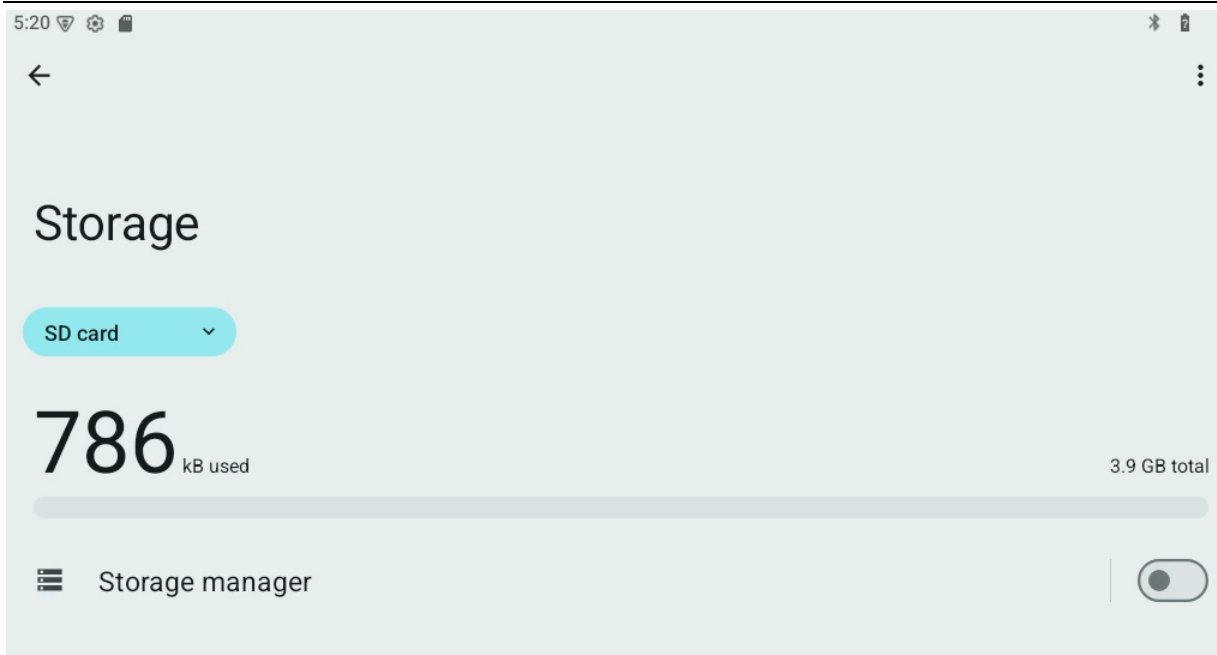 5:20
Storage
SD card
786 kB used
3.9 GB total
Storage manager